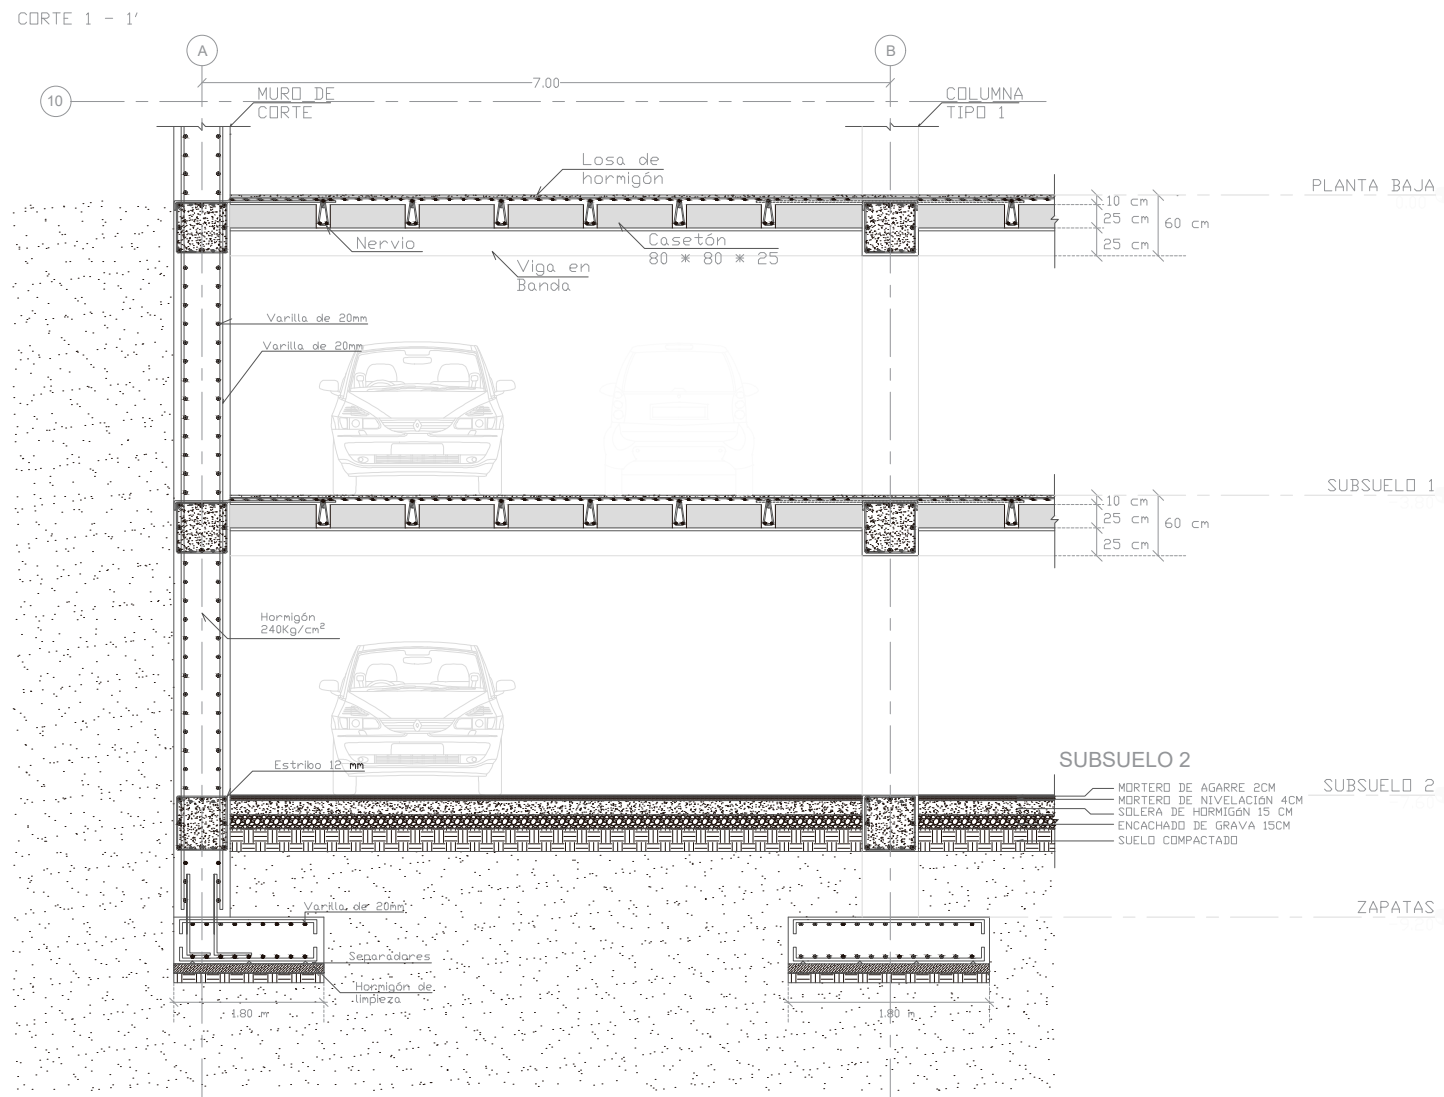 CORTE 1 - 1'
A
B
7.00
10
MURO DE
CORTE
COLUMNA
TIPO 1
Losa de
hormigón
PLANTA BAJA
10 cm
25 cm
60 cm
25 cm
Nervio
Casetón
80 * 80 * 25
Viga en
Banda
Varilla de 20mm
Varilla de 20mm
SUBSUELO 1
10 cm
25 cm
60 cm
25 cm
Hormigón
240Kg/cm²
Estribo 12 mm
SUBSUELO 2
SUBSUELO 2
MORTERO DE AGARRE 2CM
MORTERO DE NIVELACIóN 4CM
SOLERA DE HORMIGóN 15 CM
ENCACHADO DE GRAVA 15CM
SUELO COMPACTADO
Varilla de 20mm
ZAPATAS
Separadares
Hormigón de
limpieza
1.80 m
1.80 m